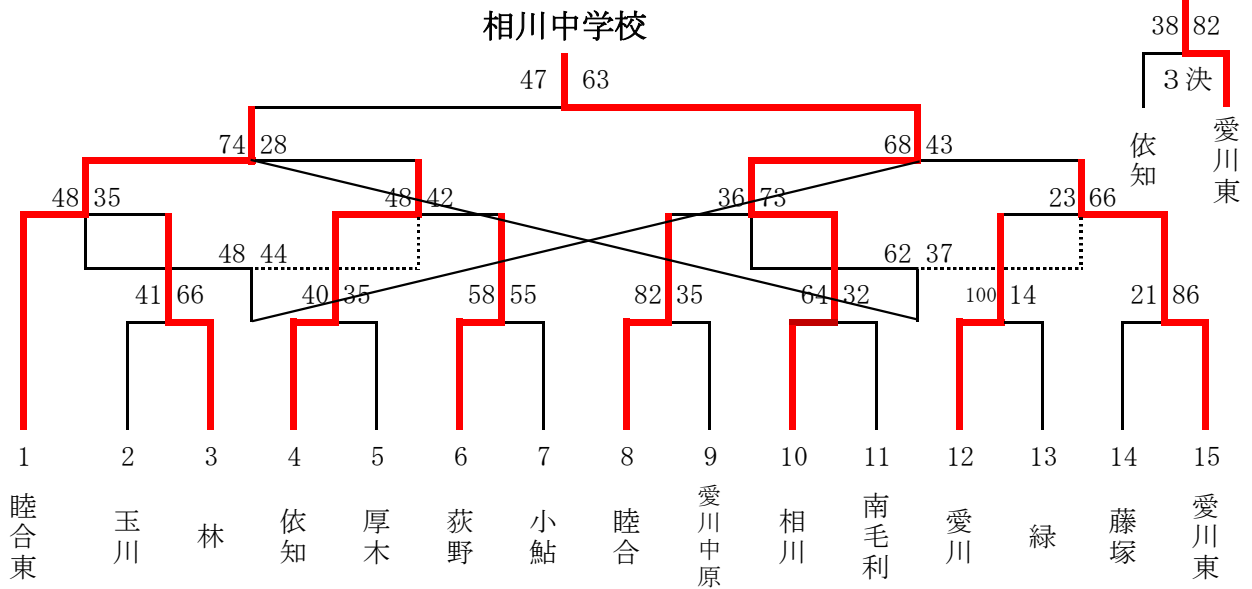 相川中学校
38 82
47 63
3決
依知
愛川東
74 28
68 43
48 35
48 42
36 73
23 66
48 44
62 37
41 66
40 35
58 55
82 35
64 32
100 14
21 86
1 2 3 4 5 6 7 8 9 10 11 12 13 14 15
睦合東
玉川
林
依知
厚木
荻野
小鮎
睦合
愛川中原
相川
南毛利
愛川
緑
藤塚
愛川東